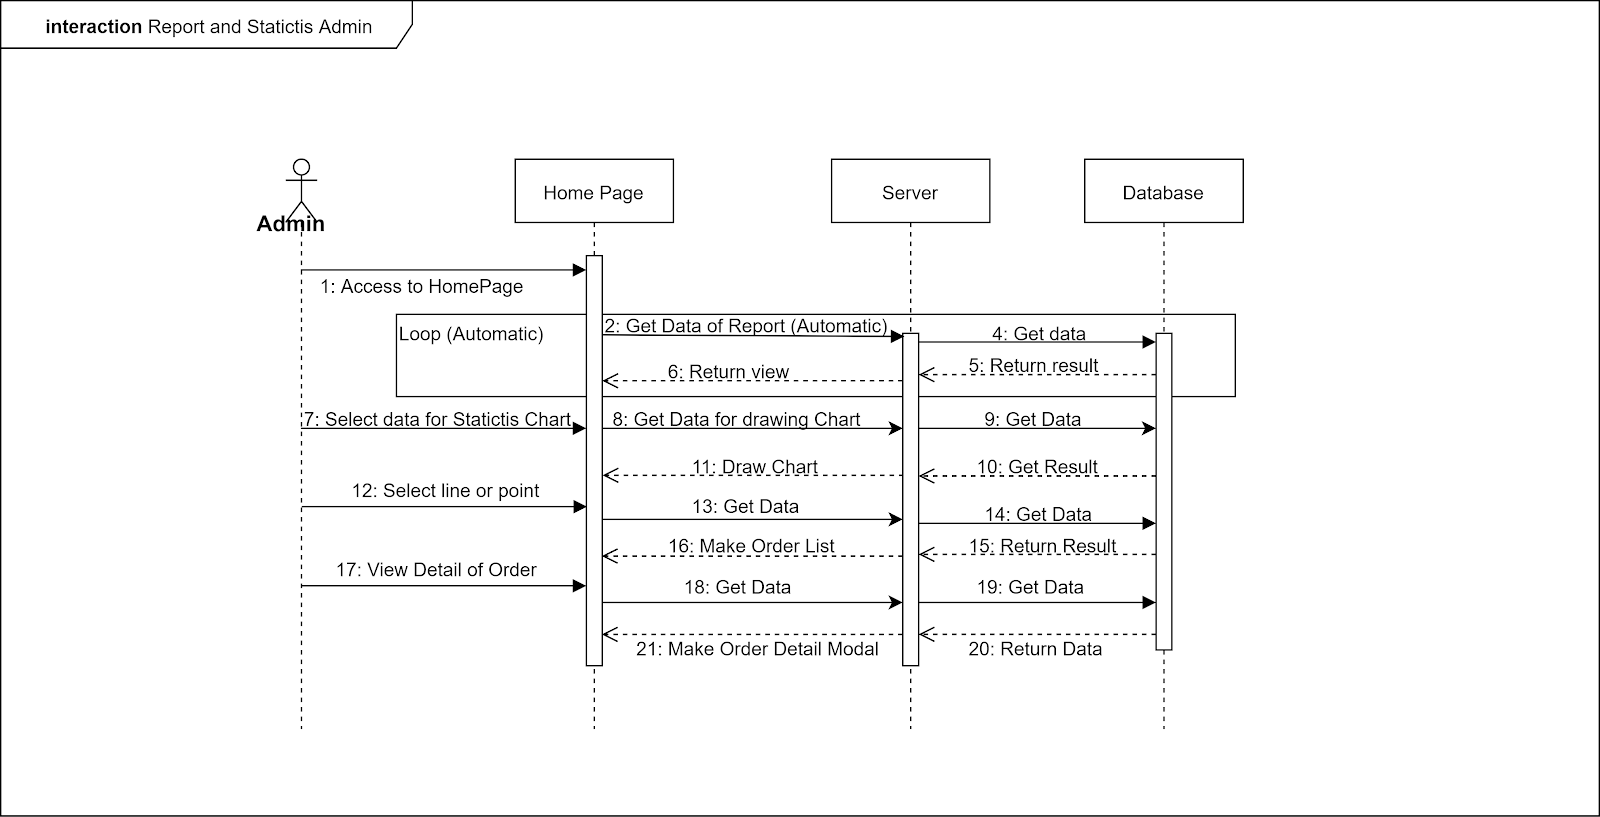 interaction Report and Statictis Admin
Admin
Home Page
Server
Database
1: Access to HomePage
Loop (Automatic)
2: Get Data of Report (Automatic)
4: Get data
5: Return result
6: Return view
7: Select data for Statictis Chart
8: Get Data for drawing Chart
9: Get Data
10: Get Result
11: Draw Chart
12: Select line or point
13: Get Data
14: Get Data
15: Return Result
16: Make Order List
17: View Detail of Order
18: Get Data
19: Get Data
20: Return Data
21: Make Order Detail Modal